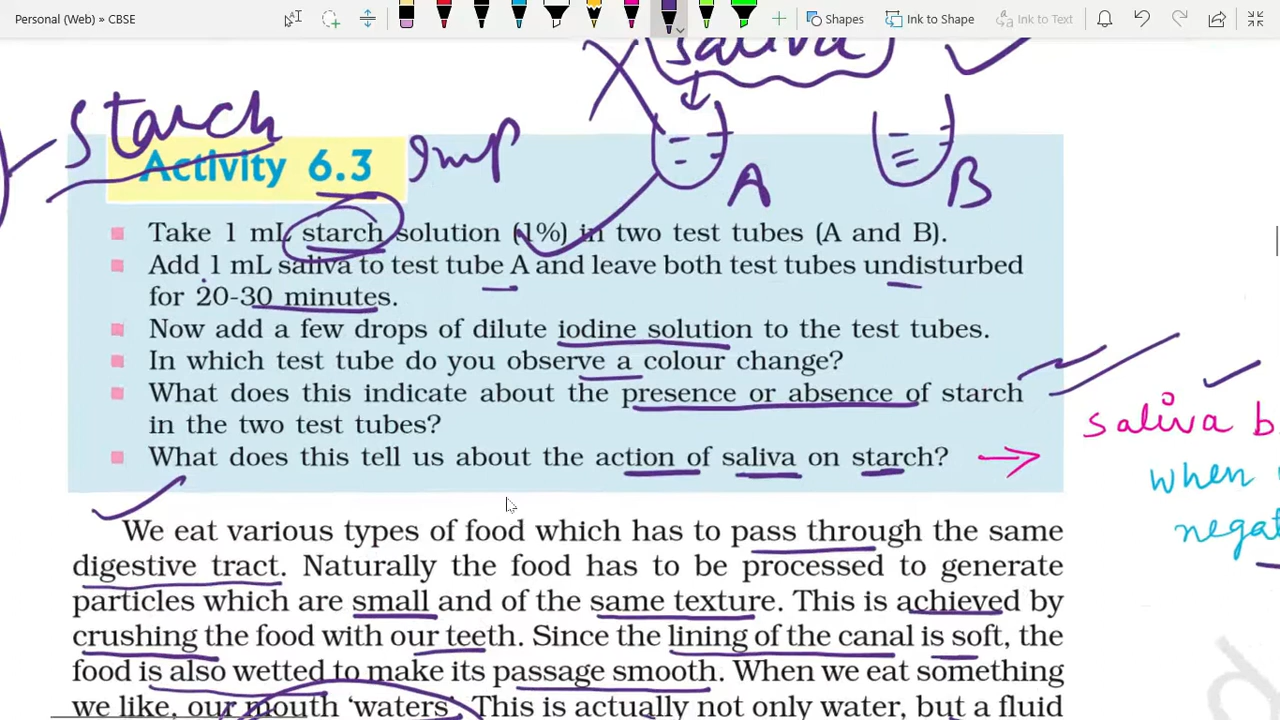 Personal (Web) » CBSE
Shapes
Ink to Shape
Ink to Text
saliva
Starch
Activity 6.3
Imp
A
B
Take 1 mL starch solution (1%) in two test tubes (A and B).
Add 1 mL saliva to test tube A and leave both test tubes undisturbed
for 20-30 minutes.
Now add a few drops of dilute iodine solution to the test tubes.
In which test tube do you observe a colour change?
What does this indicate about the presence or absence of starch
in the two test tubes?
What does this tell us about the action of saliva on starch?
saliva b
when
negat
We eat various types of food which has to pass through the same
digestive tract. Naturally the food has to be processed to generate
particles which are small and of the same texture. This is achieved by
crushing the food with our teeth. Since the lining of the canal is soft, the
food is also wetted to make its passage smooth. When we eat something
we like, our mouth ‘waters’. This is actually not only water, but a fluid
d